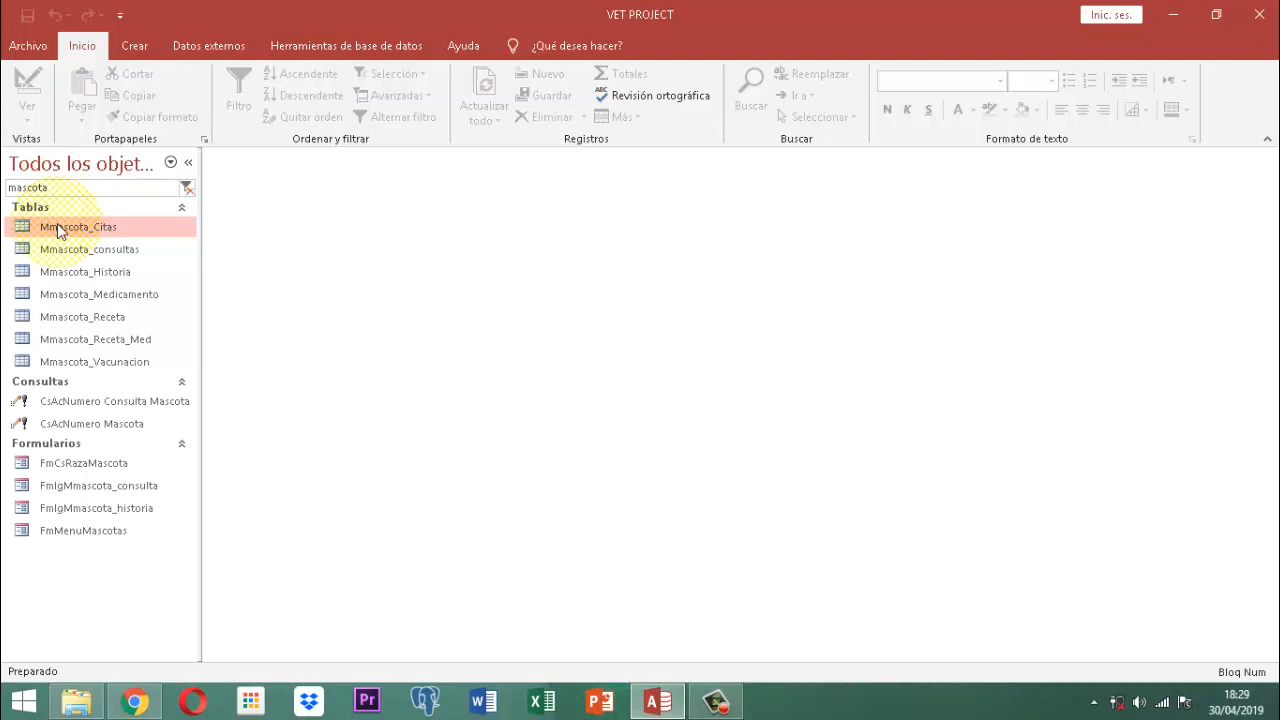 VET PROJECT
Inic. ses.
Archivo Inicio Crear Datos externos Herramientas de base de datos Ayuda ¿Qué desea hacer?
Ver
Vistas
Pegar
Cortar
Copiar
Copiar formato
Portapapeles
Filtro
Ascendente
Descendente
Quitar orden
Selección
Avanzadas
Alternar filtro
Ordenar y filtrar
Actualizar
todo
Nuevo
Guardar
Eliminar
Totales
Revisión ortográfica
Más
Registros
Buscar
Reemplazar
Ir a
Seleccionar
Buscar
N K S
A
Formato de texto
Todos los objet...
mascota
Tablas
Mmascota_Citas
Mmascota_consultas
Mmascota_Historia
Mmascota_Medicamento
Mmascota_Receta
Mmascota_Receta_Med
Mmascota_Vacunacion
Consultas
CsAcNumero Consulta Mascota
CsAcNumero Mascota
Formularios
FmCsRazaMascota
FmIgMmascota_consulta
FmIgMmascota_historia
FmMenuMascotas
Preparado
Bloq Num
Pr
18:29
30/04/2019